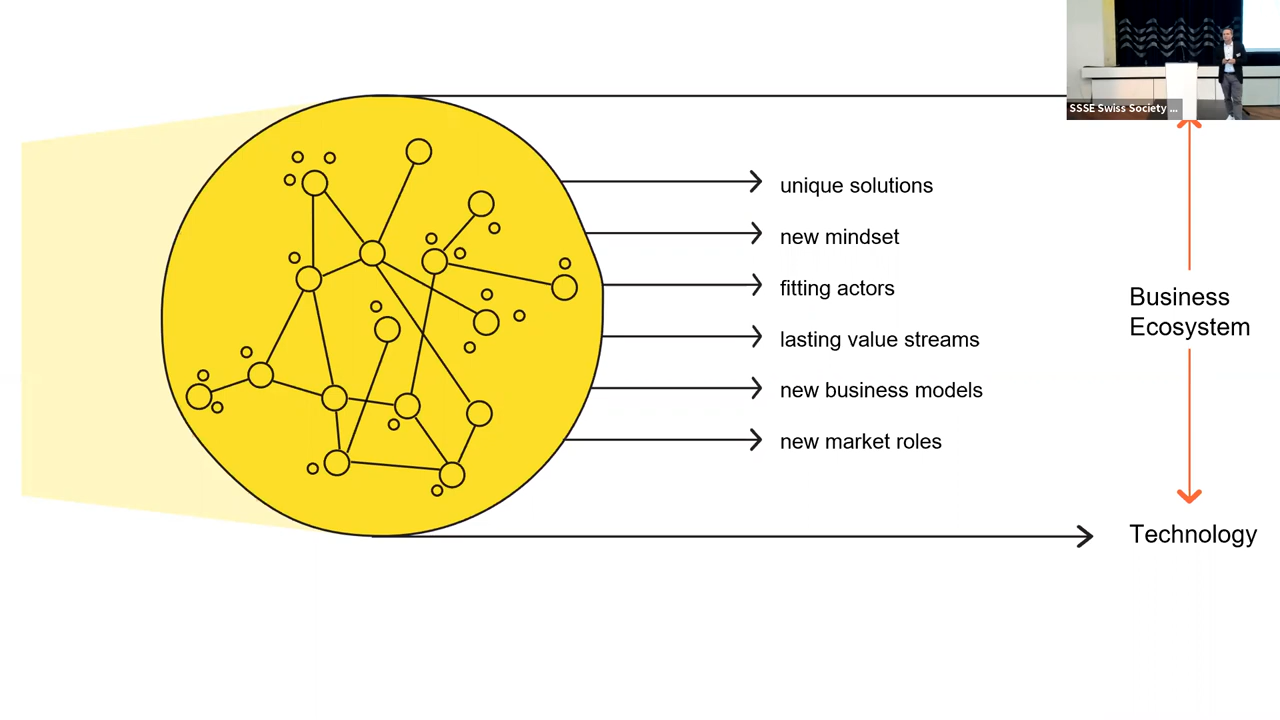 SSSE Swiss Society ...
unique solutions
new mindset
fitting actors
lasting value streams
new business models
new market roles
Business
Ecosystem
Technology